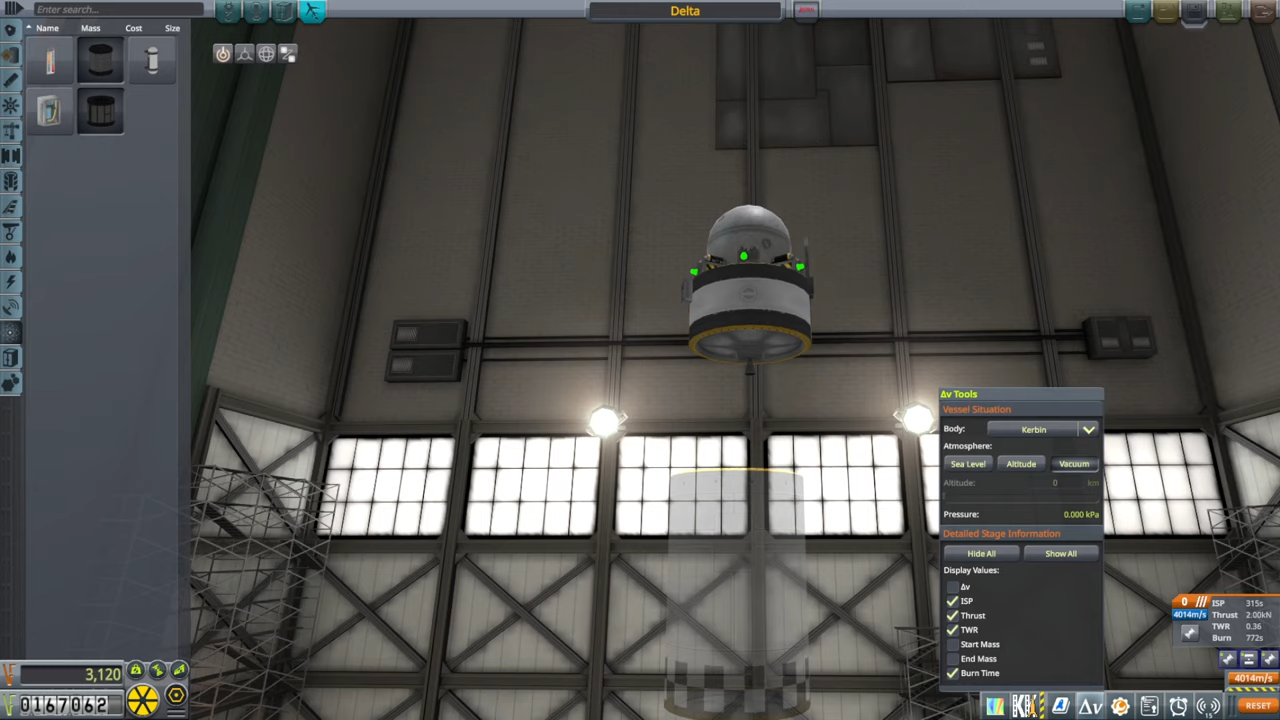 Enter search...
Delta
Name Mass Cost Size
Δv Tools
Vessel Situation
Body: Kerbin
Atmosphere:
Sea Level Altitude Vacuum
Altitude: 0 km
Pressure: 0.000 kPa
Detailed Stage Information
Hide All Show All
Display Values:
Δv
ISP
Thrust
TWR
Start Mass
End Mass
Burn Time
0 ISP 315s
4014m/s Thrust 2.00kN
TWR 0.36
Burn 772s
4014m/s
3,120
0167062
Δv
RESET